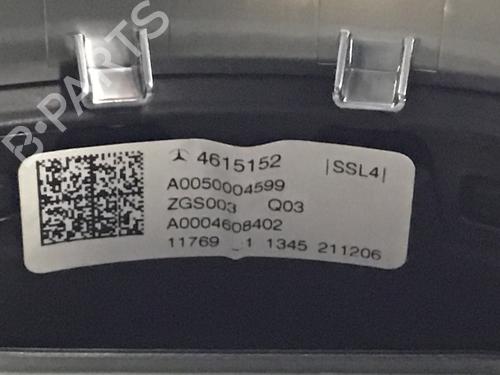 B-PARTS
4615152 |SSL4|
A0050004599
ZGS003 Q03
A0004608402
11769 _1 1345 211206